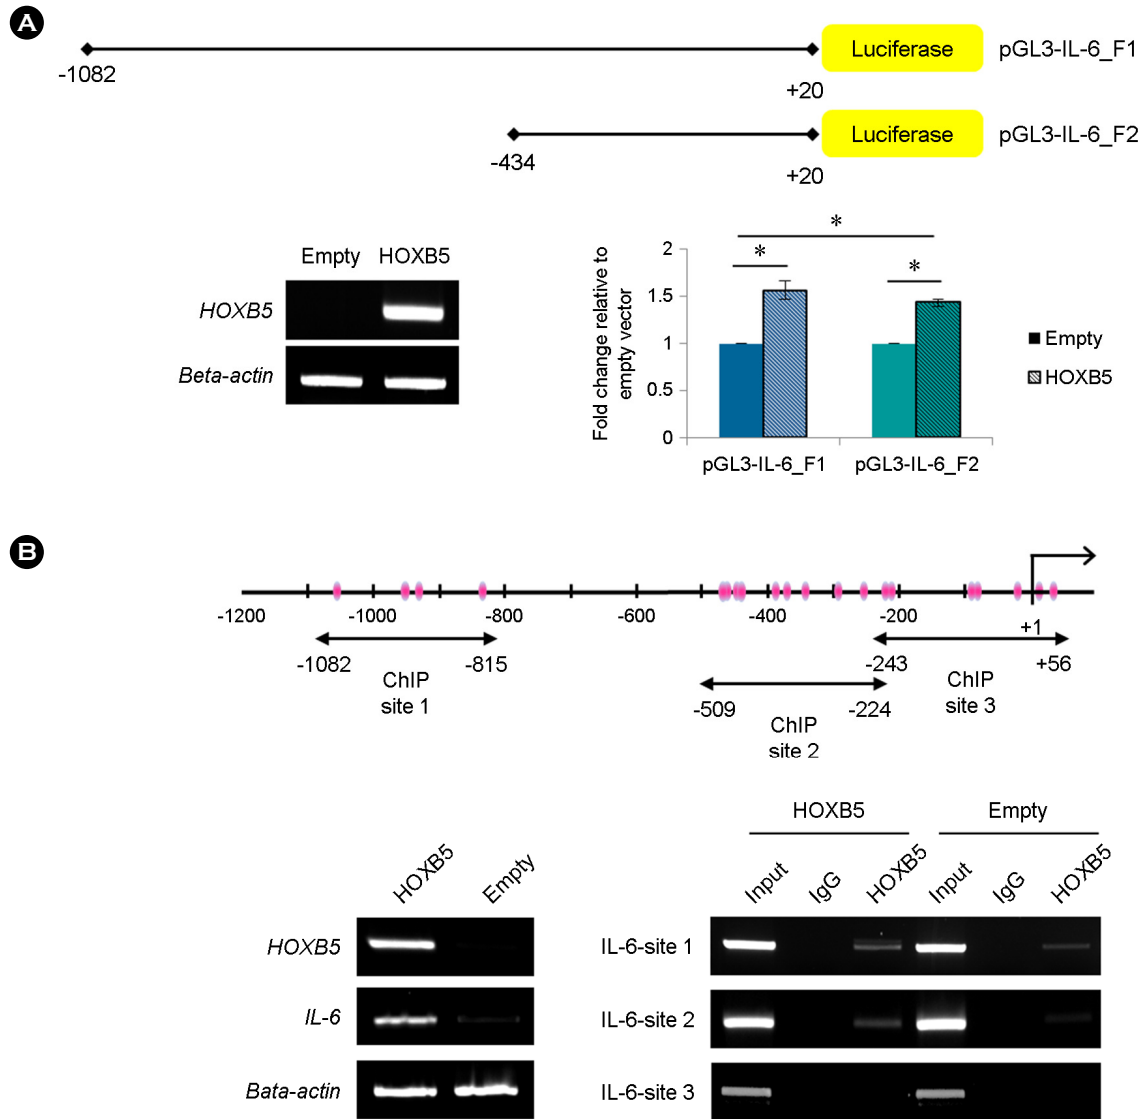 A
Luciferase pGL3-IL-6_F1
-1082 +20
Luciferase pGL3-IL-6_F2
-434 +20
Empty HOXB5
HOXB5
Beta-actin
Fold change relative to
empty vector
2
1.5
1
0.5
0
*
*
*
pGL3-IL-6_F1 pGL3-IL-6_F2
Empty
HOXB5
B
-1200 -1000 -800 -600 -400 -200 +1
-1082 -815 -243 +56
ChIP
site 1
ChIP
site 3
-509 -224
ChIP
site 2
HOXB5 Empty
HOXB5
IL-6
Bata-actin
HOXB5 Empty
Input IgG HOXB5 Input IgG HOXB5
IL-6-site 1
IL-6-site 2
IL-6-site 3